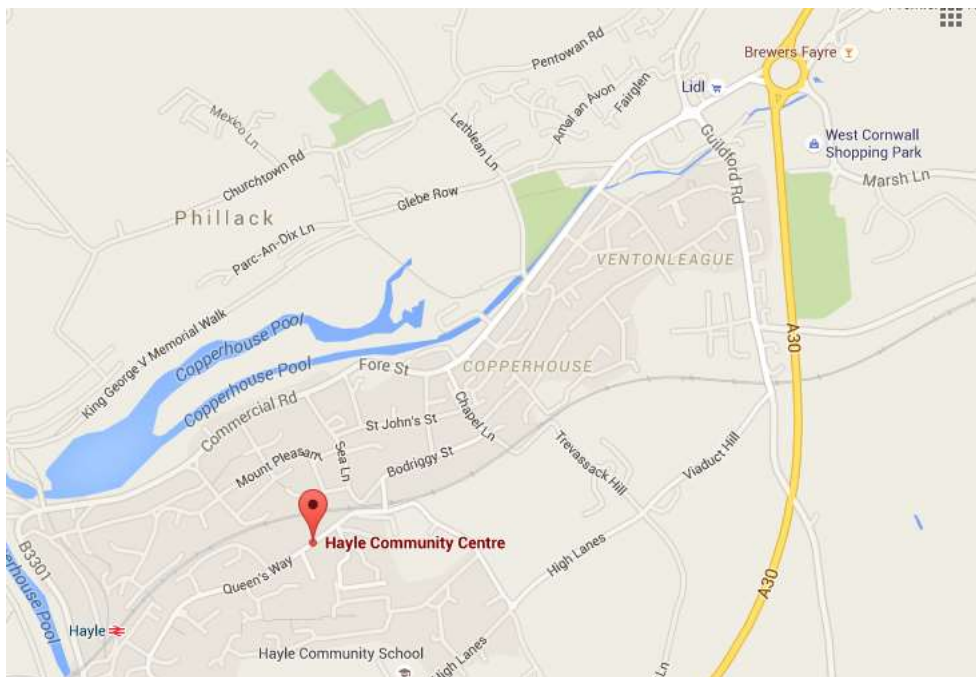 Pentowan Rd
Brewers Fayre
Lidl
Amal an Avon
Fairglen
Mexico Ln
Lethlean Ln
Guildford Rd
West Cornwall
Shopping Park
Churchtown Rd
Marsh Ln
Glebe Row
Phillack
Parc-An-Dix Ln
VENTONLEAGUE
King George V Memorial Walk
Copperhouse Pool
A30
Copperhouse Pool
Fore St
COPPERHOUSE
Commercial Rd
St John's St
Chapel Ln
Mount Pleasant
Sea Ln
Bodriggy St
Trevassack Hill
Viaduct Hill
Hayle Community Centre
B3301
High Lanes
Queen's Way
A30
Hayle
Hayle Community School
High Lanes
Ln